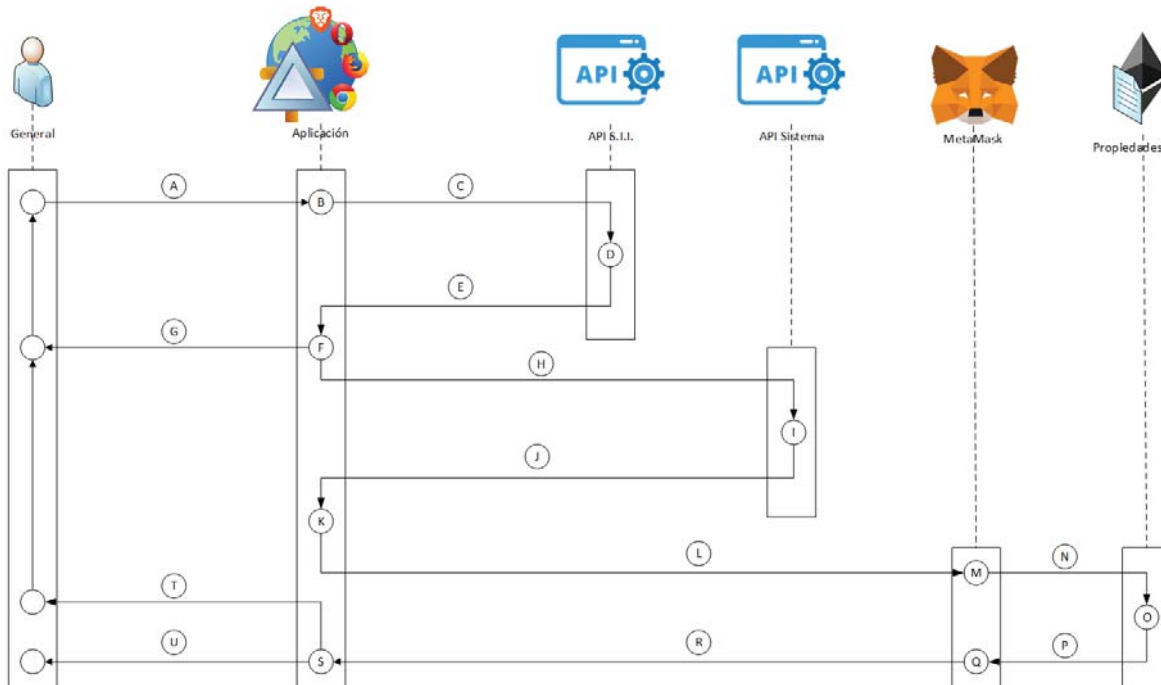 API
API
General
Aplicación
API S.I.I.
API Sistema
MetaMask
Propiedades
A
C
B
D
E
G
F
H
I
J
K
L
N
M
T
O
U
R
P
S
Q